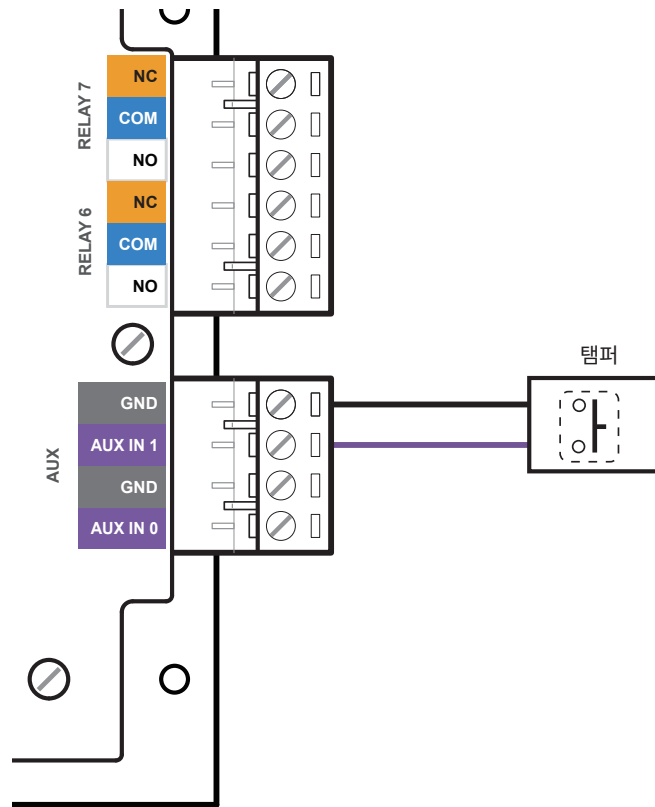 RELAY 7
NC
COM
NO
RELAY 6
NC
COM
NO
탬퍼
AUX
GND
AUX IN 1
GND
AUX IN 0